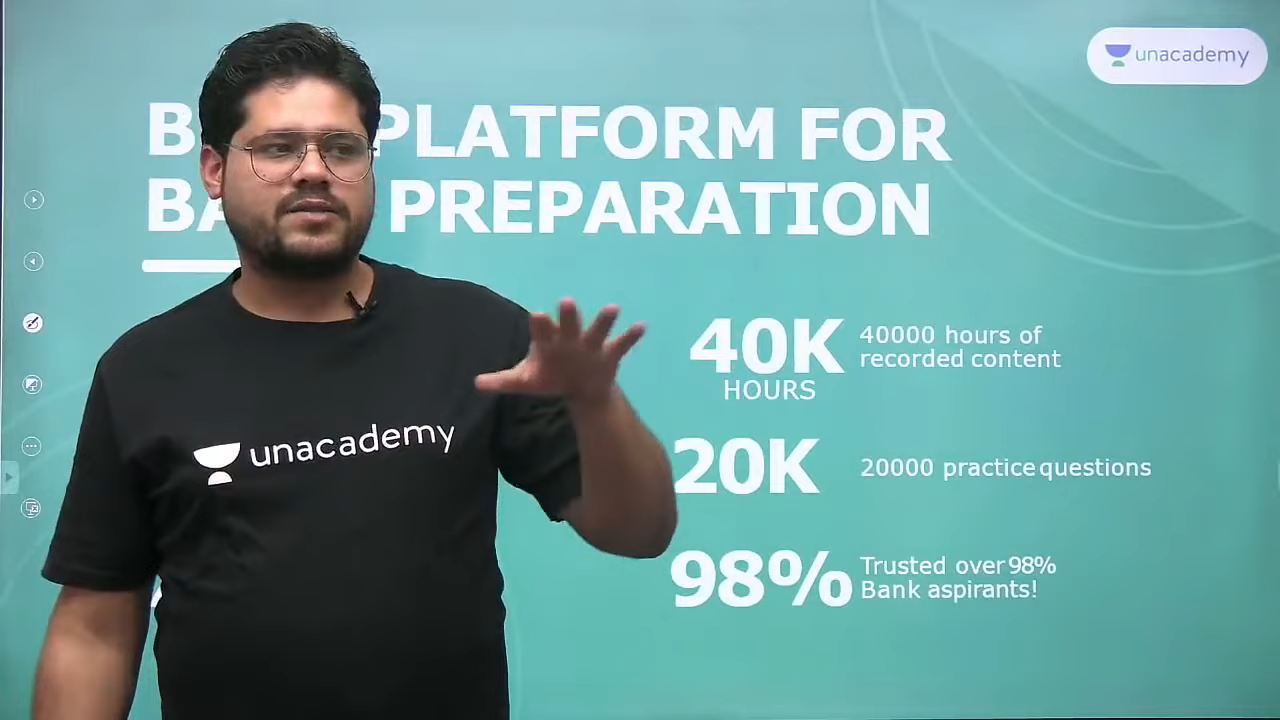 unacademy
B PLATFORM FOR
BA PREPARATION
40K
HOURS
40000 hours of
recorded content
20K
20000 practice questions
98%
Trusted over 98%
Bank aspirants!
unacademy